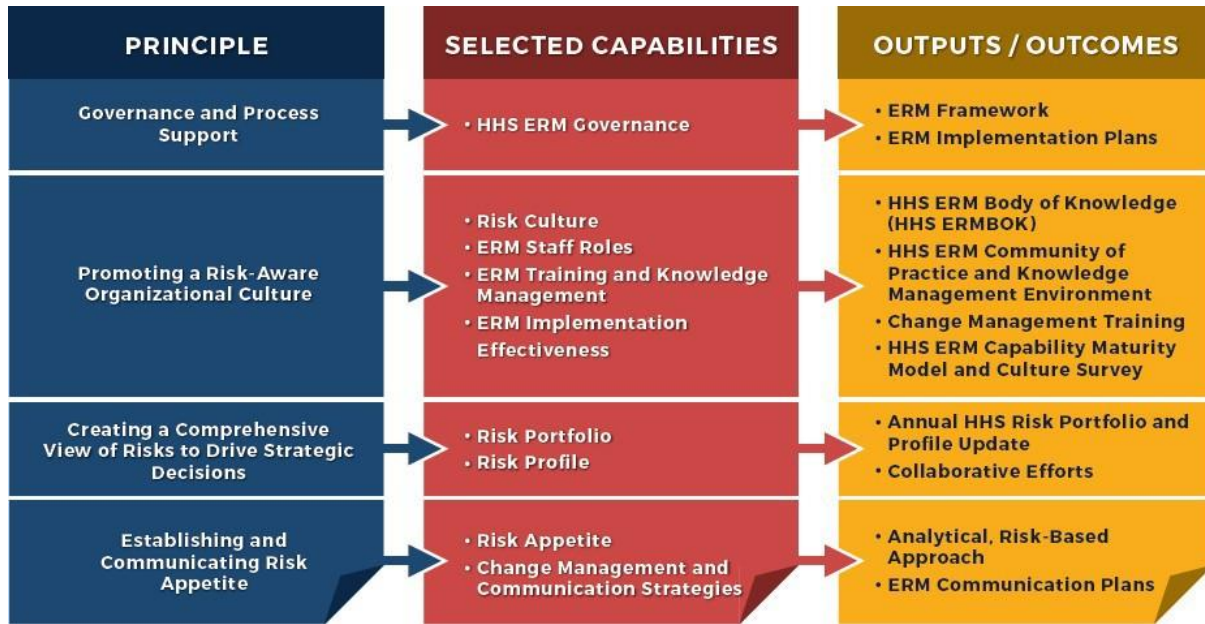 PRINCIPLE
SELECTED CAPABILITIES
OUTPUTS / OUTCOMES
Governance and Process
Support
• HHS ERM Governance
• ERM Framework
• ERM Implementation Plans
Promoting a Risk-Aware
Organizational Culture
• Risk Culture
• ERM Staff Roles
• ERM Training and Knowledge
Management
• ERM Implementation
Effectiveness
• HHS ERM Body of Knowledge
(HHS ERMBOK)
• HHS ERM Community of
Practice and Knowledge
Management Environment
• Change Management Training
• HHS ERM Capability Maturity
Model and Culture Survey
Creating a Comprehensive
View of Risks to Drive Strategic
Decisions
• Risk Portfolio
• Risk Profile
• Annual HHS Risk Portfolio and
Profile Update
• Collaborative Efforts
Establishing and
Communicating Risk
Appetite
• Risk Appetite
• Change Management and
Communication Strategies
• Analytical, Risk-Based
Approach
• ERM Communication Plans